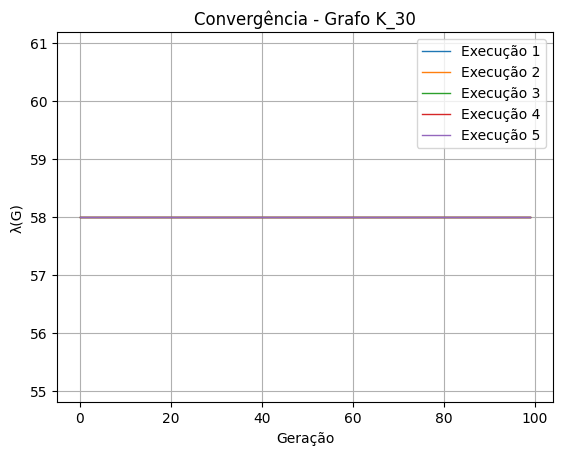 Convergência - Grafo K_30
61
60
59
58
57
56
55
λ(G)
Execução 1
Execução 2
Execução 3
Execução 4
Execução 5
0 20 40 60 80 100
Geração